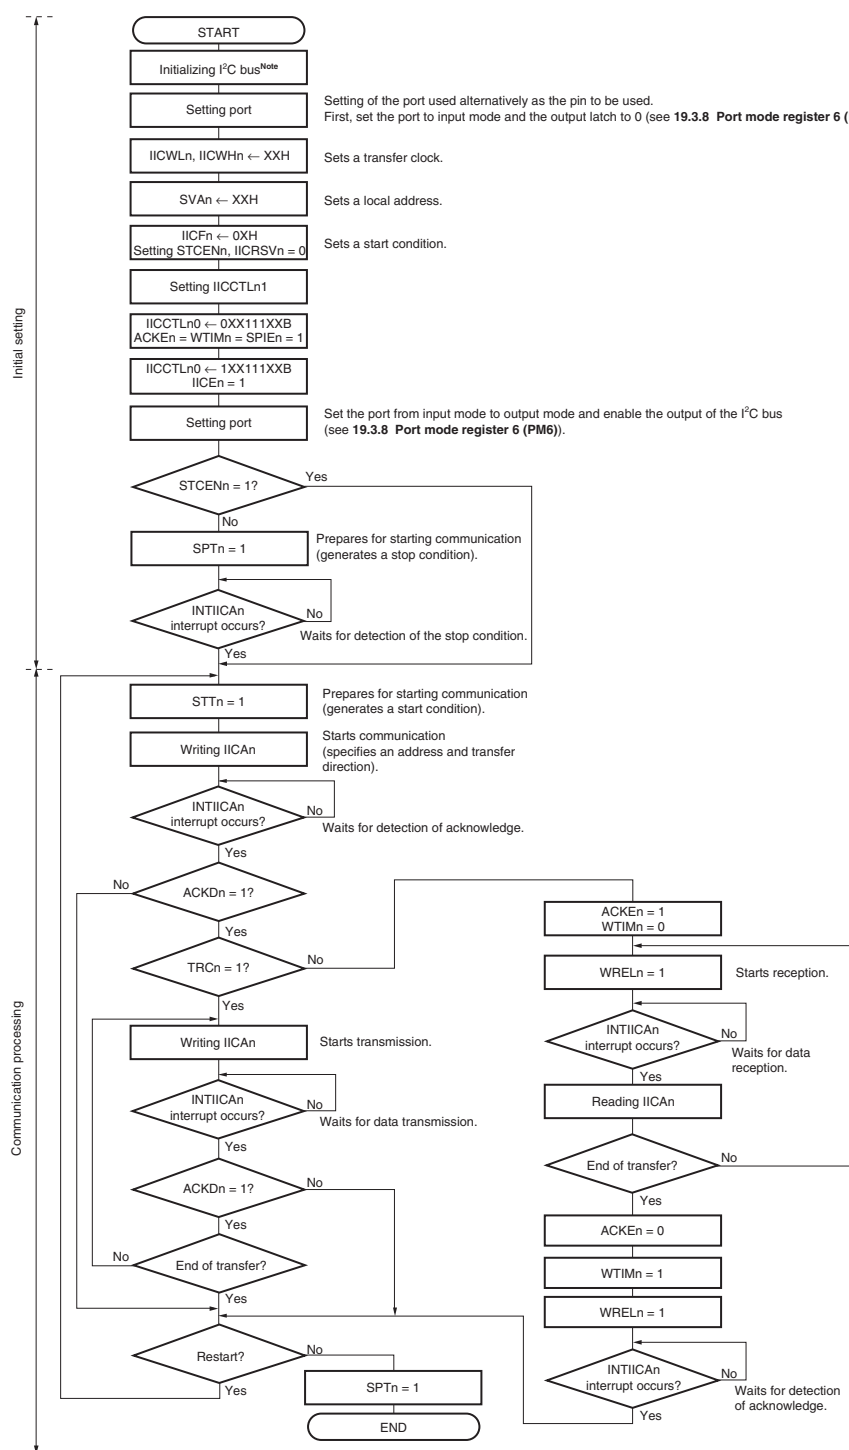 START
Initializing I²C busNote
Setting port
Setting of the port used alternatively as the pin to be used.
First, set the port to input mode and the output latch to 0 (see 19.3.8 Port mode register 6 (
IICWLn, IICWHn ← XXH
Sets a transfer clock.
SVAn ← XXH
Sets a local address.
IICFn ← 0XH
Setting STCENn, IICRSVn = 0
Sets a start condition.
Setting IICCTLn1
IICCTLn0 ← 0XX111XXB
ACKEn = WTIMn = SPIEn = 1
IICCTLn0 ← 1XX111XXB
IICEn = 1
Setting port
Set the port from input mode to output mode and enable the output of the I²C bus
(see 19.3.8 Port mode register 6 (PM6)).
Initial setting
STCENn = 1?
Yes
No
SPTn = 1
Prepares for starting communication
(generates a stop condition).
INTIICAn
interrupt occurs?
No
Waits for detection of the stop condition.
Yes
STTn = 1
Prepares for starting communication
(generates a start condition).
Writing IICAn
Starts communication
(specifies an address and transfer
direction).
INTIICAn
interrupt occurs?
No
Waits for detection of acknowledge.
Yes
ACKDn = 1?
No
Yes
TRCn = 1?
No
Yes
Writing IICAn
Starts transmission.
INTIICAn
interrupt occurs?
No
Waits for data transmission.
Yes
ACKDn = 1?
No
Yes
End of transfer?
No
Yes
Restart?
No
Yes
SPTn = 1
END
Communication processing
ACKEn = 1
WTIMn = 0
WRELn = 1
Starts reception.
INTIICAn
interrupt occurs?
No
Waits for data
reception.
Yes
Reading IICAn
End of transfer?
No
Yes
ACKEn = 0
WTIMn = 1
WRELn = 1
INTIICAn
interrupt occurs?
No
Waits for detection
of acknowledge.
Yes